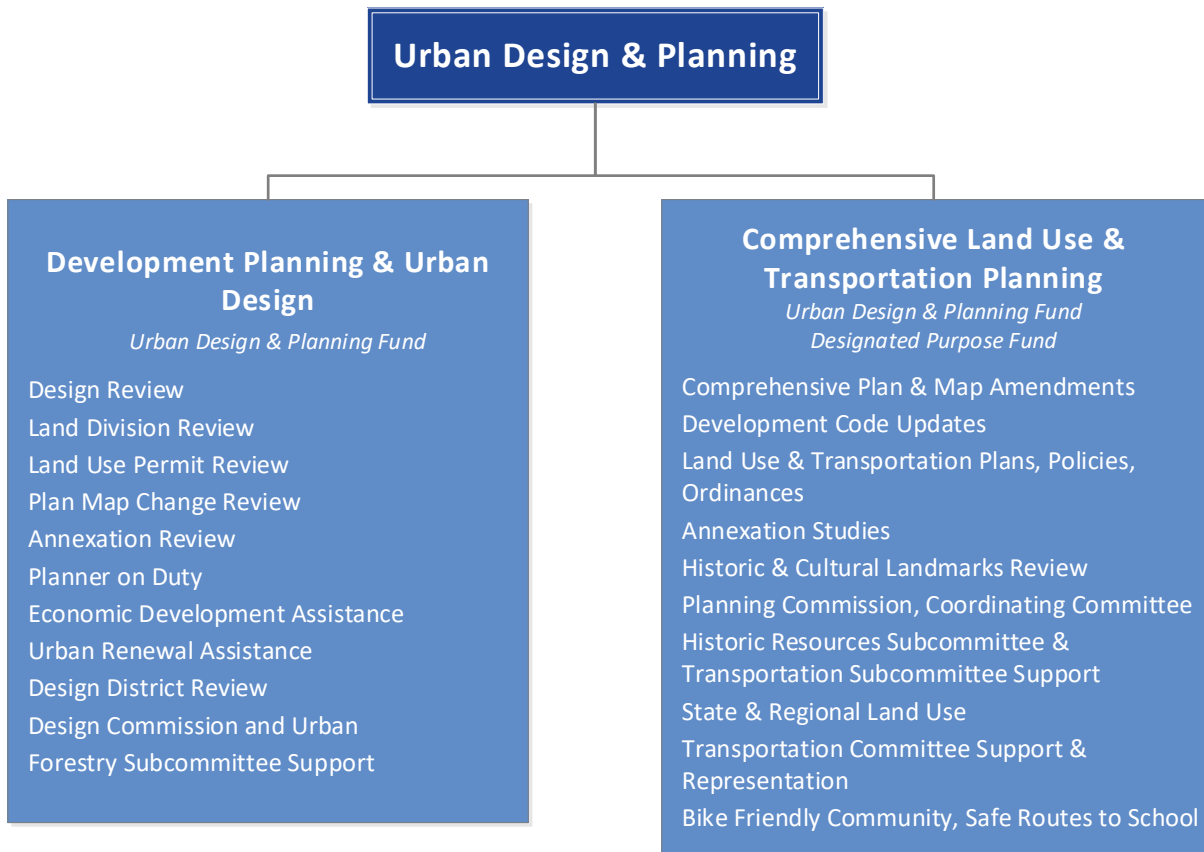 Urban Design & Planning
Development Planning & Urban
Design
Urban Design & Planning Fund
Design Review
Land Division Review
Land Use Permit Review
Plan Map Change Review
Annexation Review
Planner on Duty
Economic Development Assistance
Urban Renewal Assistance
Design District Review
Design Commission and Urban
Forestry Subcommittee Support
Comprehensive Land Use &
Transportation Planning
Urban Design & Planning Fund
Designated Purpose Fund
Comprehensive Plan & Map Amendments
Development Code Updates
Land Use & Transportation Plans, Policies,
Ordinances
Annexation Studies
Historic & Cultural Landmarks Review
Planning Commission, Coordinating Committee
Historic Resources Subcommittee &
Transportation Subcommittee Support
State & Regional Land Use
Transportation Committee Support &
Representation
Bike Friendly Community, Safe Routes to School